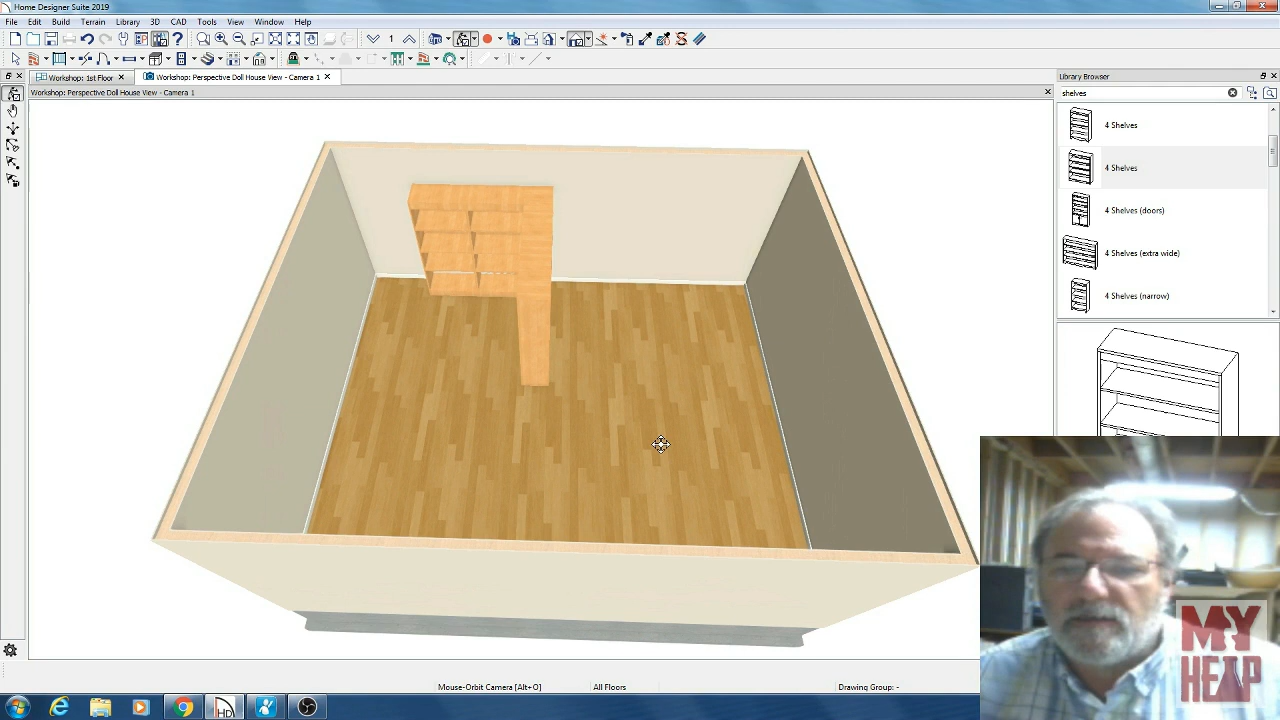 Home Designer Suite 2019
File Edit Build Terrain Library 3D CAD Tools View Window Help
1
Workshop: 1st Floor
Workshop: Perspective Doll House View - Camera 1
Library Browser
Workshop: Perspective Doll House View - Camera 1
shelves
4 Shelves
4 Shelves
4 Shelves (doors)
4 Shelves (extra wide)
4 Shelves (narrow)
MY
HEAP
Mouse-Orbit Camera [Alt+O] All Floors Drawing Group: -
HD